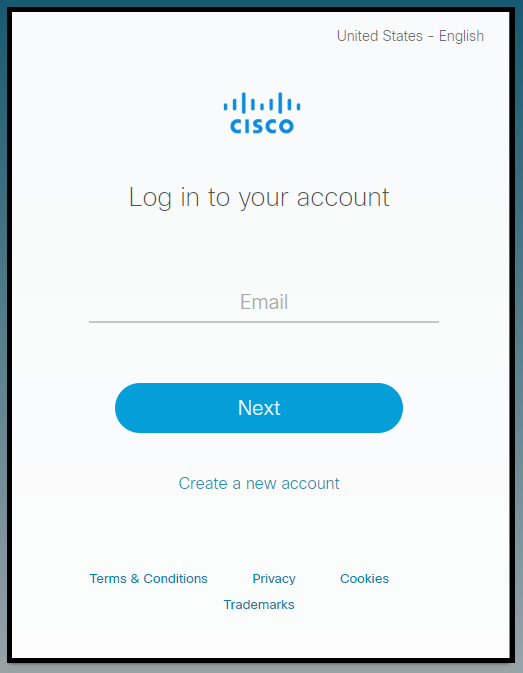 United States - English
CISCO
Log in to your account
Email
Next
Create a new account
Terms & Conditions Privacy Cookies
Trademarks